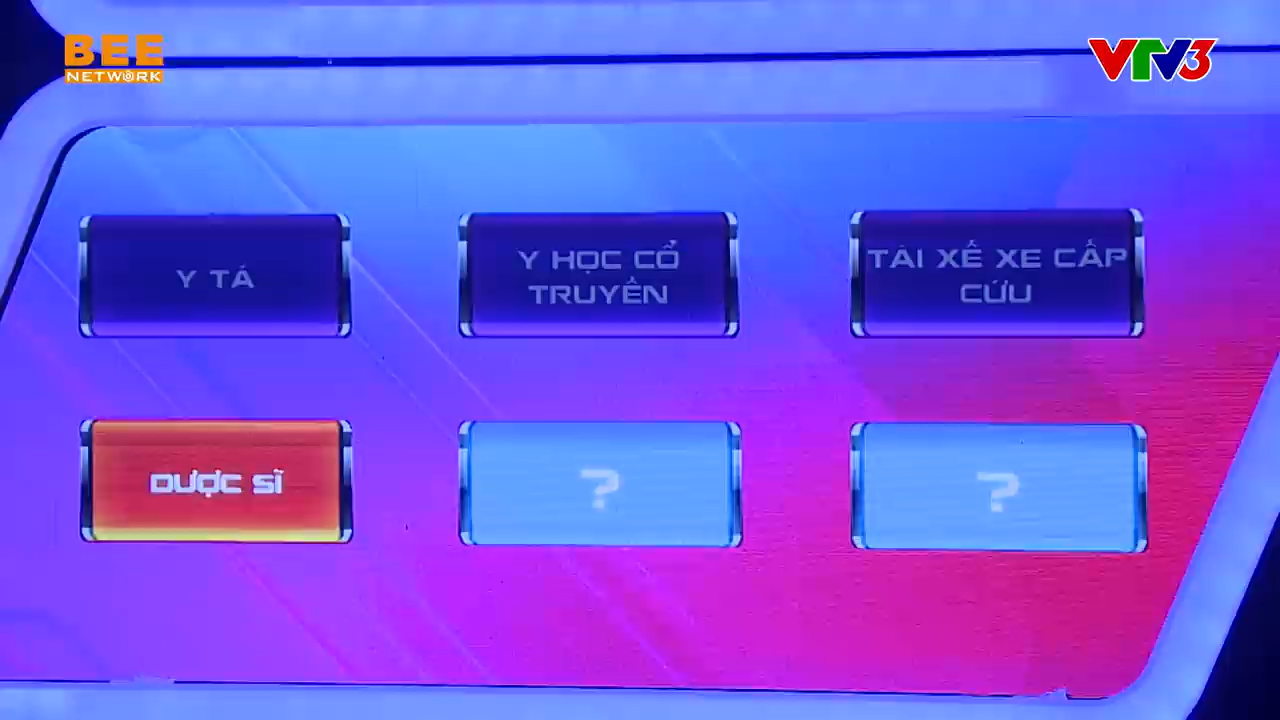 BEE
NETWORK
VTV3
Y TÁ
Y HỌC CỔ
TRUYỀN
TÀI XẾ XE CẤP
CỨU
DƯỢC SĨ
?
?